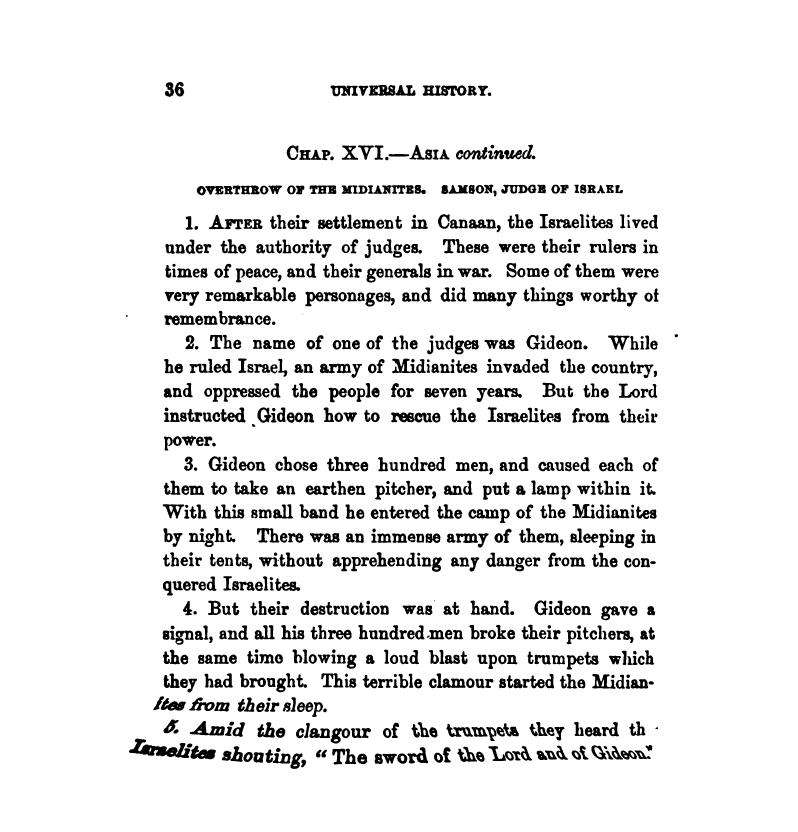 36 UNIVERSAL HISTORY.
CHAP. XVI.—ASIA continued.
OVERTHROW OF THE MIDIANITES. SAMSON, JUDGE OF ISRAEL
1. AFTER their settlement in Canaan, the Israelites lived
under the authority of judges. These were their rulers in
times of peace, and their generals in war. Some of them were
very remarkable personages, and did many things worthy of
remembrance.
2. The name of one of the judges was Gideon. While
he ruled Israel, an army of Midianites invaded the country,
and oppressed the people for seven years. But the Lord
instructed Gideon how to rescue the Israelites from their
power.
3. Gideon chose three hundred men, and caused each of
them to take an earthen pitcher, and put a lamp within it.
With this small band he entered the camp of the Midianites
by night. There was an immense army of them, sleeping in
their tents, without apprehending any danger from the con-
quered Israelites.
4. But their destruction was at hand. Gideon gave a
signal, and all his three hundred men broke their pitchers, at
the same time blowing a loud blast upon trumpets which
they had brought. This terrible clamour started the Midian-
ites from their sleep.
5. Amid the clangour of the trumpets they heard th
Israelites shouting, “The sword of the Lord and of Gideon.”